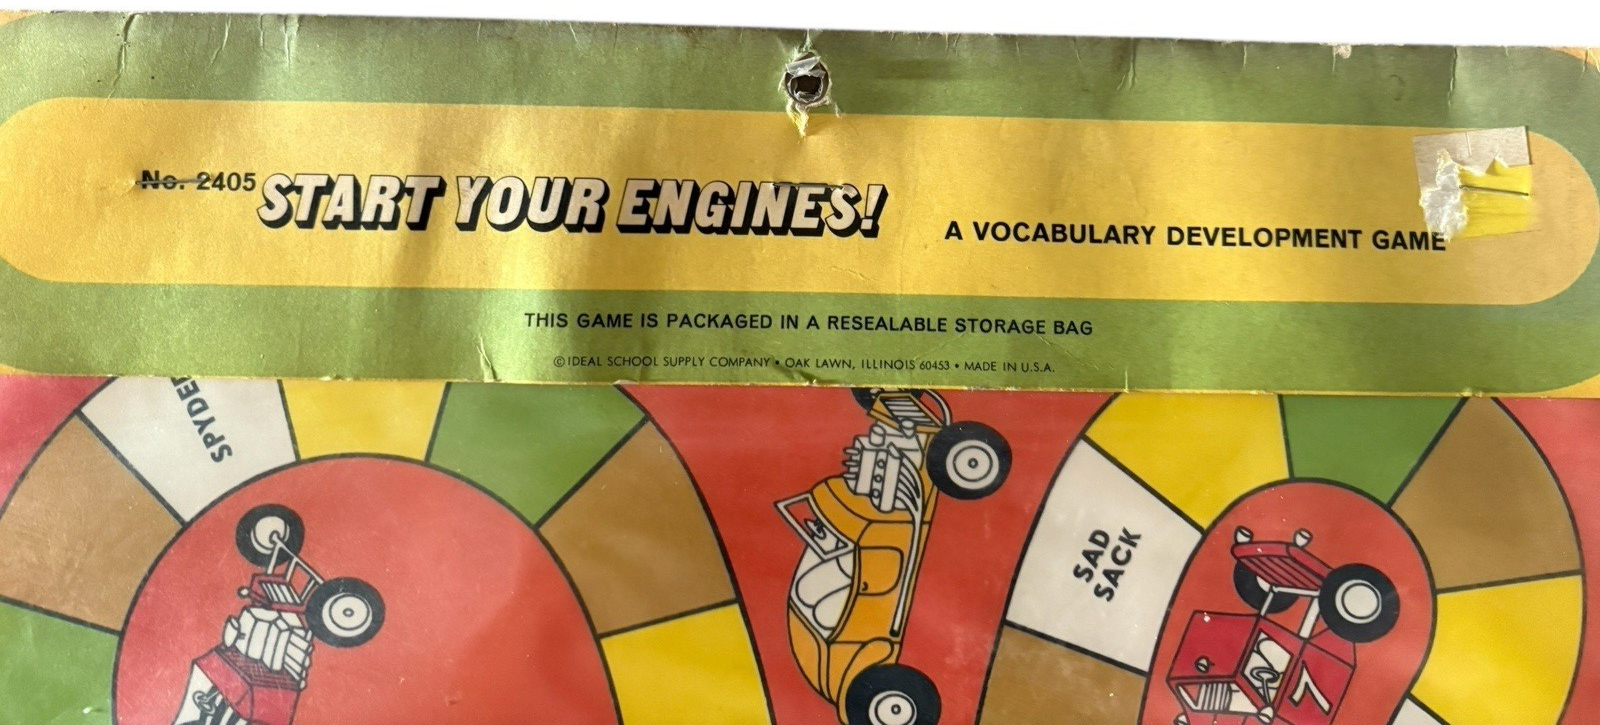 No. 2405 START YOUR ENGINES! A VOCABULARY DEVELOPMENT GAME
THIS GAME IS PACKAGED IN A RESEALABLE STORAGE BAG
© IDEAL SCHOOL SUPPLY COMPANY • OAK LAWN, ILLINOIS 60453 • MADE IN U.S.A.
SPYDER
SAD
SACK
7